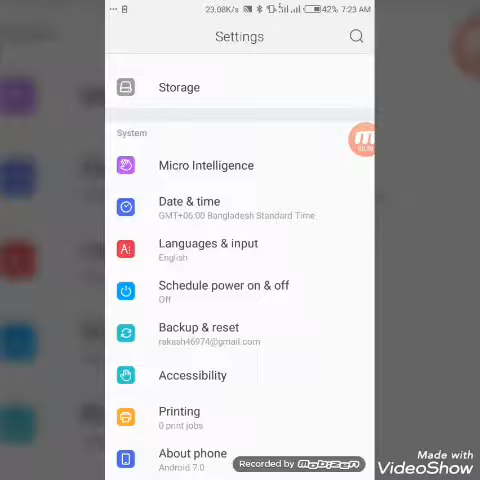 23.08K/s 42% 7:23 AM
Settings
Storage
System
Micro Intelligence
Date & time
GMT+06:00 Bangladesh Standard Time
Languages & input
English
Schedule power on & off
Off
Backup & reset
rakash46974@gmail.com
Accessibility
Printing
0 print jobs
About phone
Android 7.0
Recorded by mobizen
Made with
VideoShow